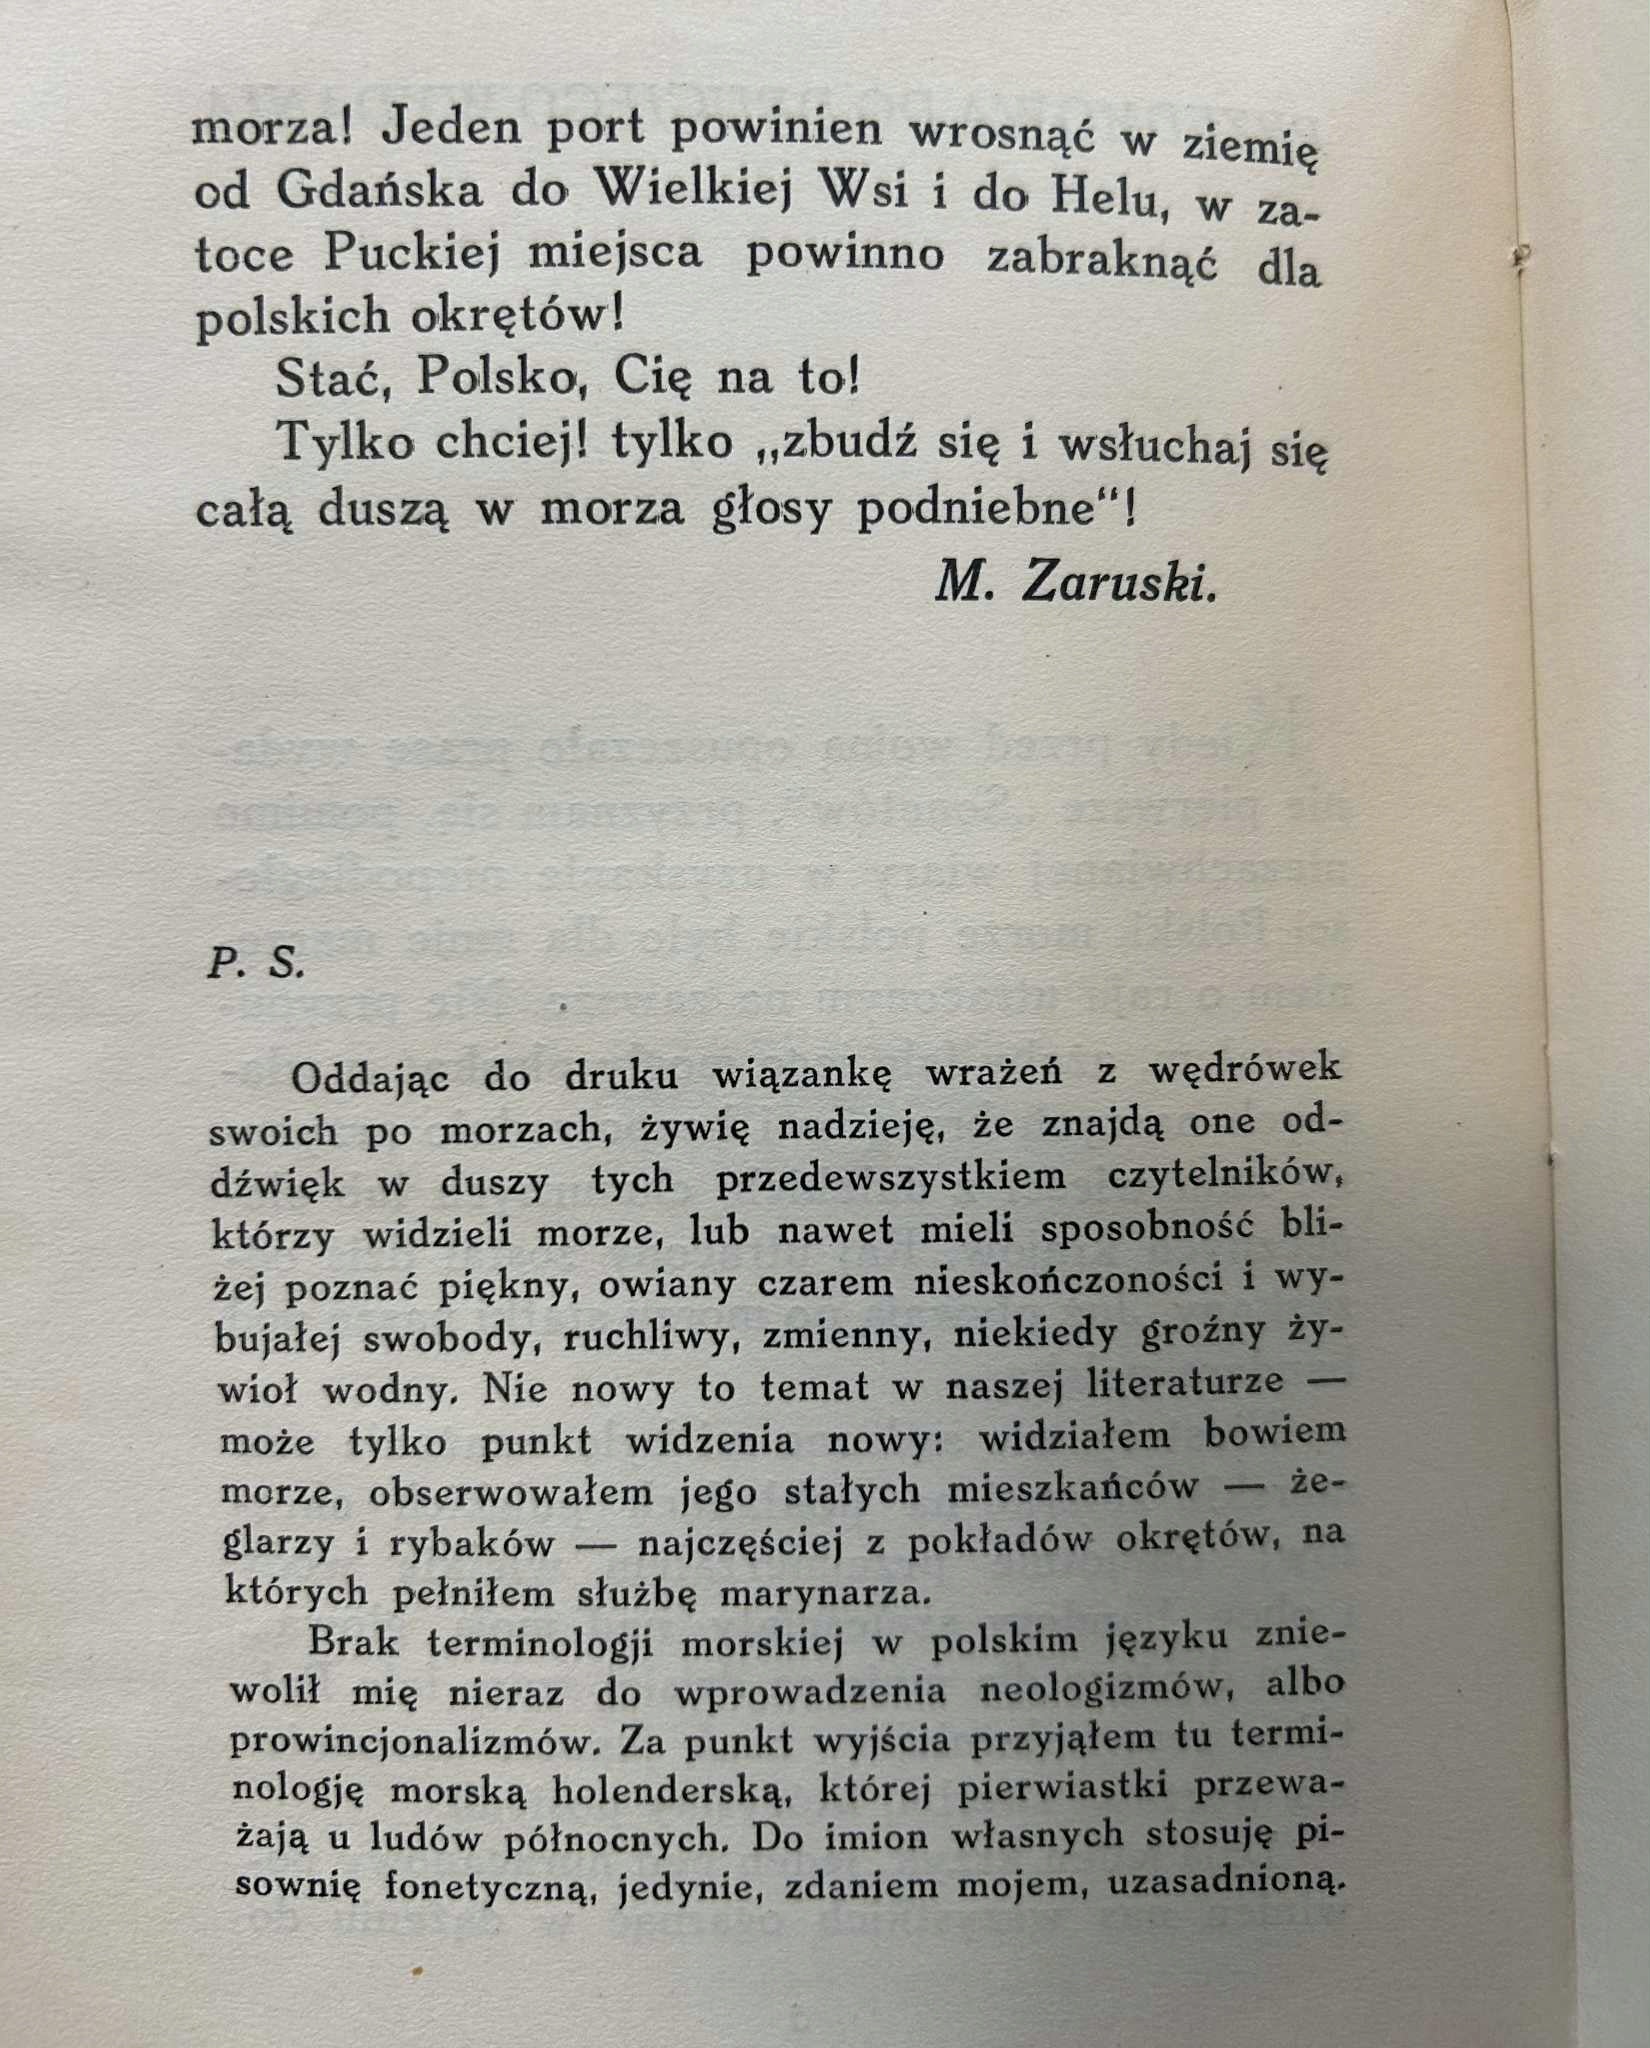 morza! Jeden port powinien wrosnąć w ziemię
od Gdańska do Wielkiej Wsi i do Helu, w za-
toce Puckiej miejsca powinno zabraknąć dla
polskich okrętów!
Stać, Polsko, Cię na to!
Tylko chciej! tylko „zbudź się i wsłuchaj się
całą duszą w morza głosy podniebne“!
M. Zaruski.
P. S.
Oddając do druku wiązankę wrażeń z wędrówek
swoich po morzach, żywię nadzieję, że znajdą one od-
dźwięk w duszy tych przedewszystkiem czytelników,
którzy widzieli morze, lub nawet mieli sposobność bli-
żej poznać piękny, owiany czarem nieskończoności i wy-
bujałej swobody, ruchliwy, zmienny, niekiedy groźny ży-
wioł wodny. Nie nowy to temat w naszej literaturze —
może tylko punkt widzenia nowy: widziałem bowiem
morze, obserwowałem jego stałych mieszkańców — że-
glarzy i rybaków — najczęściej z pokładów okrętów, na
których pełniłem służbę marynarza.
Brak terminologji morskiej w polskim języku znie-
wolił mię nieraz do wprowadzenia neologizmów, albo
prowincjonalizmów. Za punkt wyjścia przyjąłem tu termi-
nologję morską holenderską, której pierwiastki przewa-
żają u ludów północnych. Do imion własnych stosuję pi-
sownię fonetyczną, jedynie, zdaniem mojem, uzasadnioną.